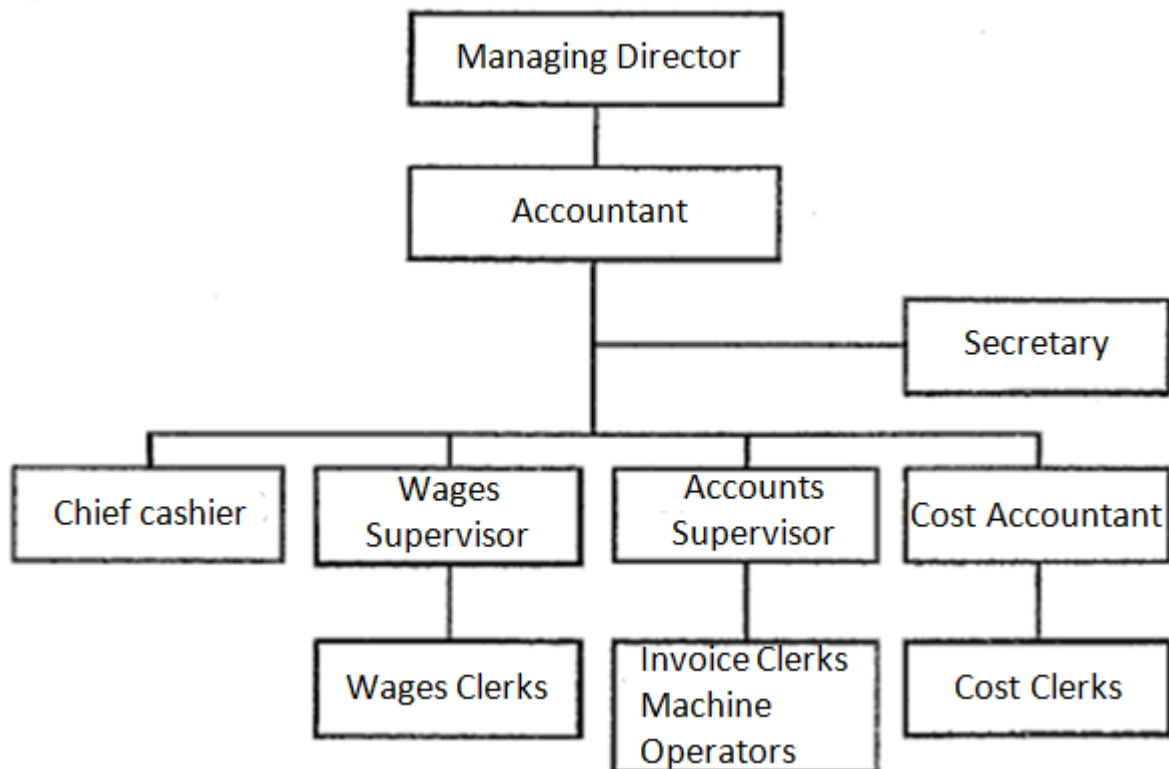 Managing Director
Accountant
Secretary
Chief cashier
Wages
Supervisor
Accounts
Supervisor
Cost Accountant
Wages Clerks
Invoice Clerks
Machine
Operators
Cost Clerks